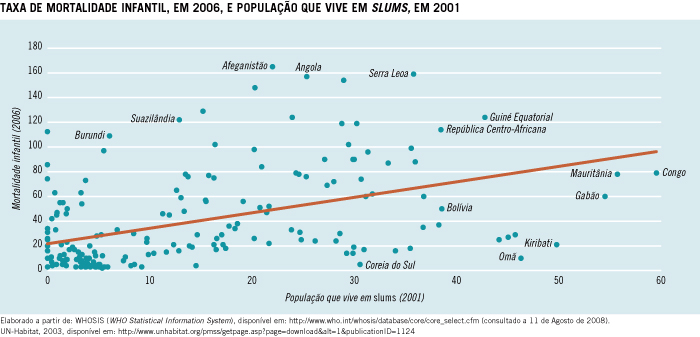 TAXA DE MORTALIDADE INFANTIL, EM 2006, E POPULAÇÃO QUE VIVE EM SLUMS, EM 2001
Mortalidade infantil (2006)
180
160
140
120
100
80
60
40
20
0
Afeganistão
Angola
Serra Leoa
Suazilândia
Burundi
Guiné Equatorial
República Centro-Africana
Mauritânia
Congo
Gabão
Bolívia
Kiribati
Omã
Coreia do Sul
0 10 20 30 40 50 60
População que vive em slums (2001)
Elaborado a partir de: WHOSIS (WHO Statistical Information System), disponível em: http://www.who.int/whosis/database/core/core_select.cfm (consultado a 11 de Agosto de 2008).
UN-Habitat, 2003, disponível em: http://www.unhabitat.org/pmss/getpage.asp?page=download&alt=1&publicationID=1124